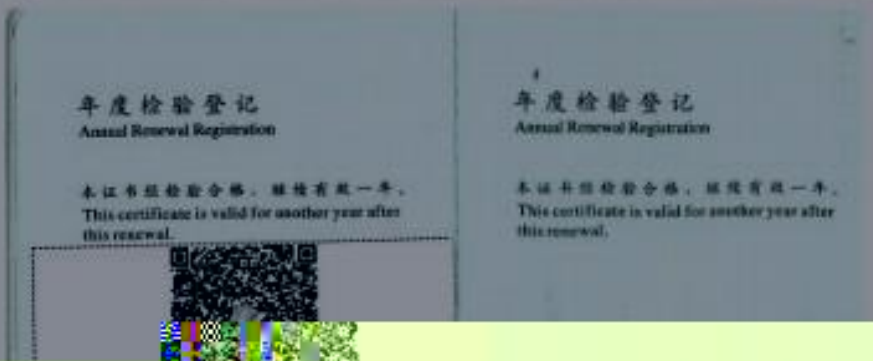 年度检验登记
Annual Renewal Registration
本证书经检验合格，继续有效一年。
This certificate is valid for another year after
this renewal.
年度检验登记
Annual Renewal Registration
本证书经检验合格，继续有效一年。
This certificate is valid for another year after
this renewal.